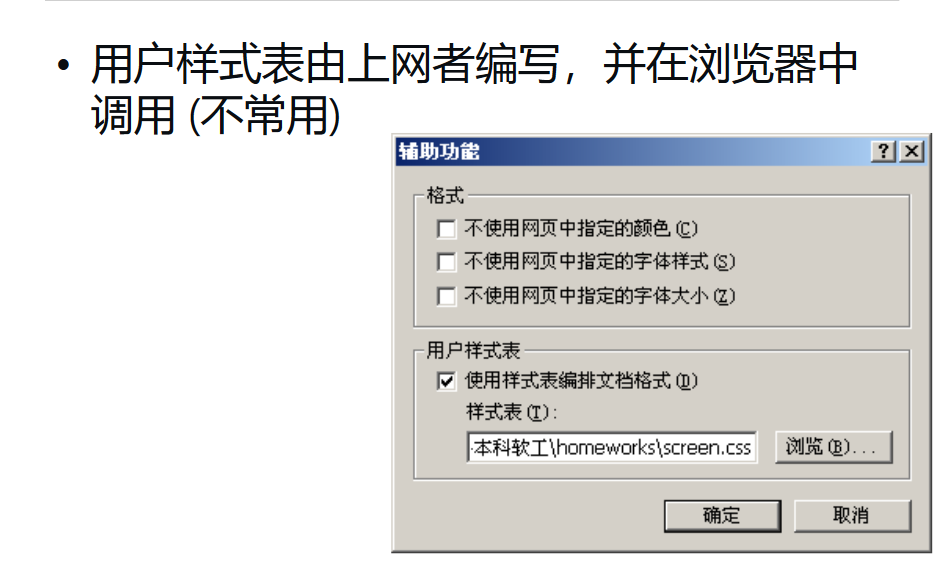 • 用户样式表由上网者编写，并在浏览器中
调用 (不常用)
辅助功能
格式
不使用网页中指定的颜色(C)
不使用网页中指定的字体样式(S)
不使用网页中指定的字体大小(Z)
用户样式表
使用样式表编排文档格式(D)
样式表(T):
本科软工\homeworks\screen.css
浏览(B)...
确定
取消